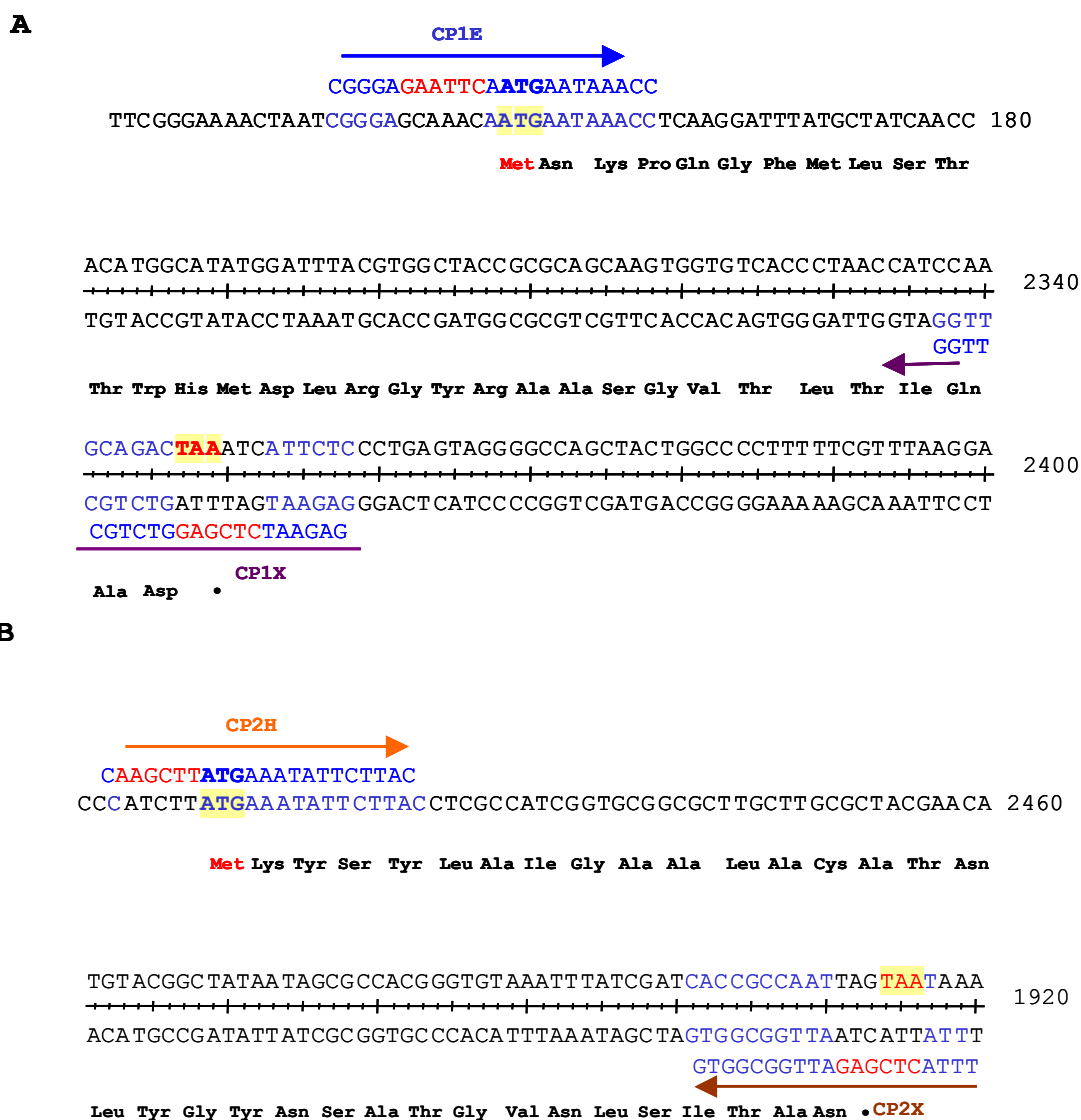 A
CP1E
CGGGAGAATTCAATGAATAAACC
TTCGGGAAAACTAATCGGGAGCAAACAATGAATAAACCTCAAGGATTTATGCTATCAACC 180
Met Asn Lys Pro Gln Gly Phe Met Leu Ser Thr
ACATGGCATATGGATTTACGTGGCTACCGCGCAGCAAGTGGTGTCACCCTAACCATCCAA
2340
TGTACCGTATACCTAAATGCACCGATGGCGCGTCGTTCACCACAGTGGGATTGGTAGGTT
GGTT
Thr Trp His Met Asp Leu Arg Gly Tyr Arg Ala Ala Ser Gly Val Thr Leu Thr Ile Gln
GCAGACTAAATCATTCTCCCTGAGTAGGGGCCAGCTACTGGCCCCTTTTTCGTTTAAGGA
2400
CGTCTGATTTAGTAAGAGGGACTCATCCCCGGTCGATGACCGGGGAAAAAGCAAATTCCT
CGTCTGGAGCTCTAAGAG
CP1X
Ala Asp •
B
CP2H
CAAGCTTATGAAATATTCTTAC
CCCATCTTATGAAATATTCTTACCTCGCCATCGGTGCGGCGCTTGCTTGCGCTACGAACA 2460
Met Lys Tyr Ser Tyr Leu Ala Ile Gly Ala Ala Leu Ala Cys Ala Thr Asn
TGTACGGCTATAATAGCGCCACGGGTGTAAATTTATCGATCACCGCCAATTAGTAATAAA
1920
ACATGCCGATATTATCGCGGTGCCCACATTTAAATAGCTAGTGGCGGTTAATCATTATTT
GTGGCGGTTAGAGCTCATTT
Leu Tyr Gly Tyr Asn Ser Ala Thr Gly Val Asn Leu Ser Ile Thr Ala Asn • CP2X